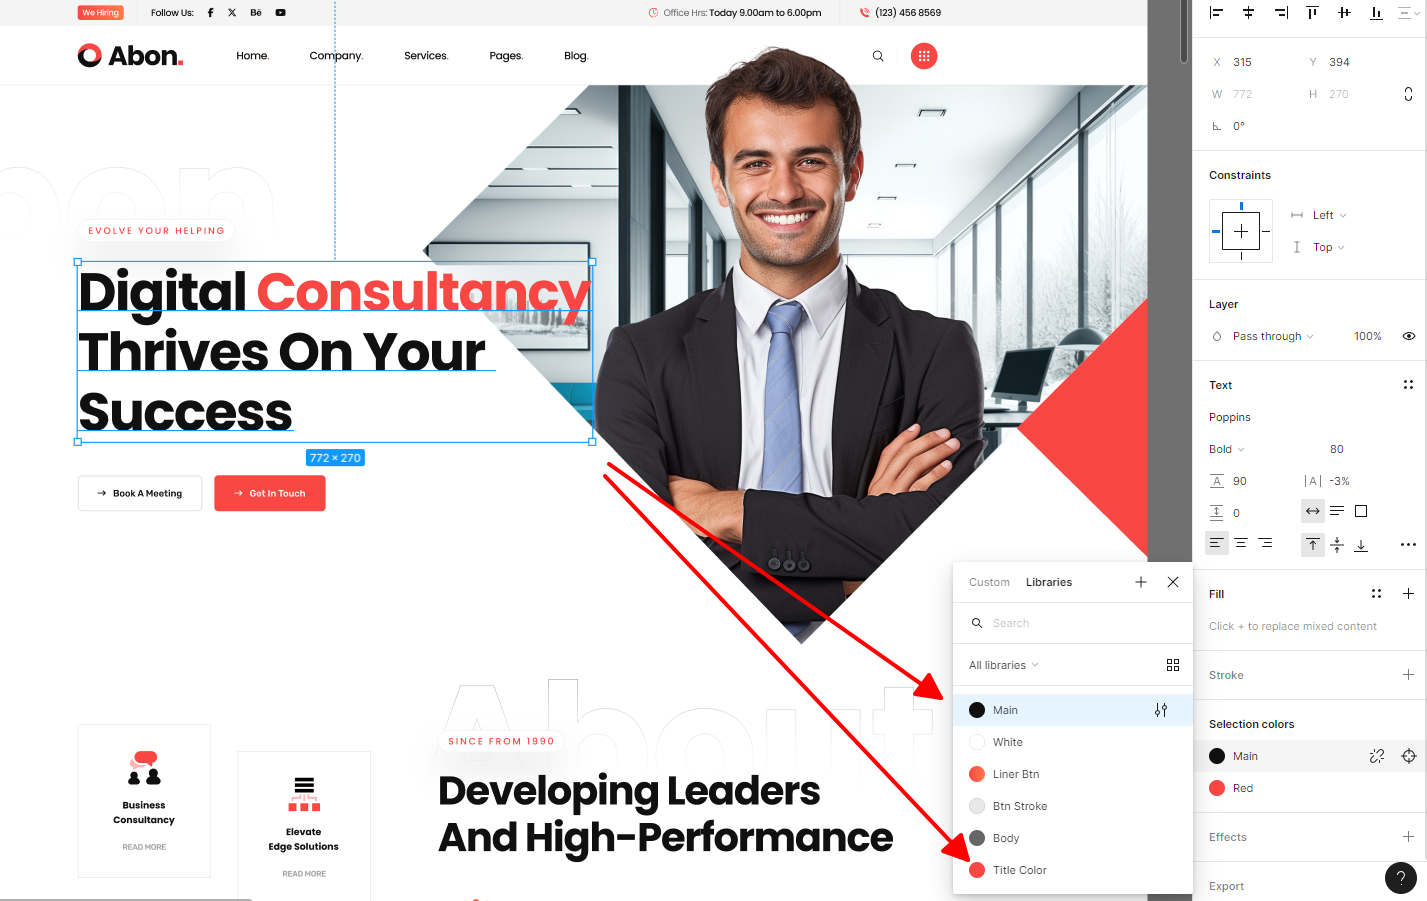 We Hiring
Follow Us:
Bē
Office Hrs: Today 9.00am to 6.00pm
(123) 456 8569
Abon.
Home.
Company.
Services.
Pages.
Blog.
EVOLVE YOUR HELPING
Digital Consultancy
Thrives On Your
Success
772 × 270
Book A Meeting
Get In Touch
About
SINCE FROM 1990
Developing Leaders
And High-Performance
Business
Consultancy
READ MORE
Elevate
Edge Solutions
READ MORE
Custom
Libraries
Search
All libraries
Main
White
Liner Btn
Btn Stroke
Body
Title Color
X 315
Y 394
W 772
H 270
0°
Constraints
Left
Top
Layer
Pass through
100%
Text
Poppins
Bold
80
A 90
|A| -3%
0
Fill
Click + to replace mixed content
Stroke
Selection colors
Main
Red
Effects
Export
?